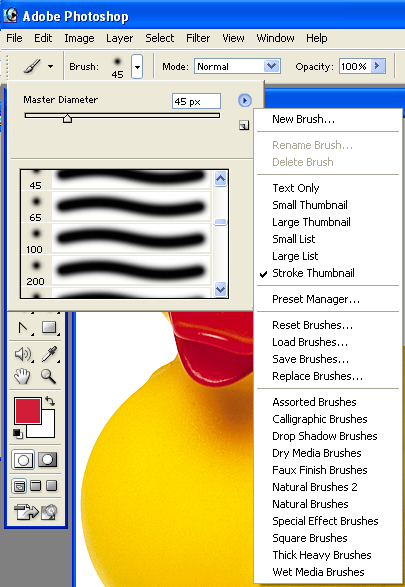 Adobe Photoshop
File Edit Image Layer Select Filter View Window Help
Brush: 45 Mode: Normal Opacity: 100%
Master Diameter 45 px
New Brush...
Rename Brush...
Delete Brush
Text Only
Small Thumbnail
Large Thumbnail
Small List
Large List
Stroke Thumbnail
Preset Manager...
Reset Brushes...
Load Brushes...
Save Brushes...
Replace Brushes...
Assorted Brushes
Calligraphic Brushes
Drop Shadow Brushes
Dry Media Brushes
Faux Finish Brushes
Natural Brushes 2
Natural Brushes
Special Effect Brushes
Square Brushes
Thick Heavy Brushes
Wet Media Brushes
45
65
100
200